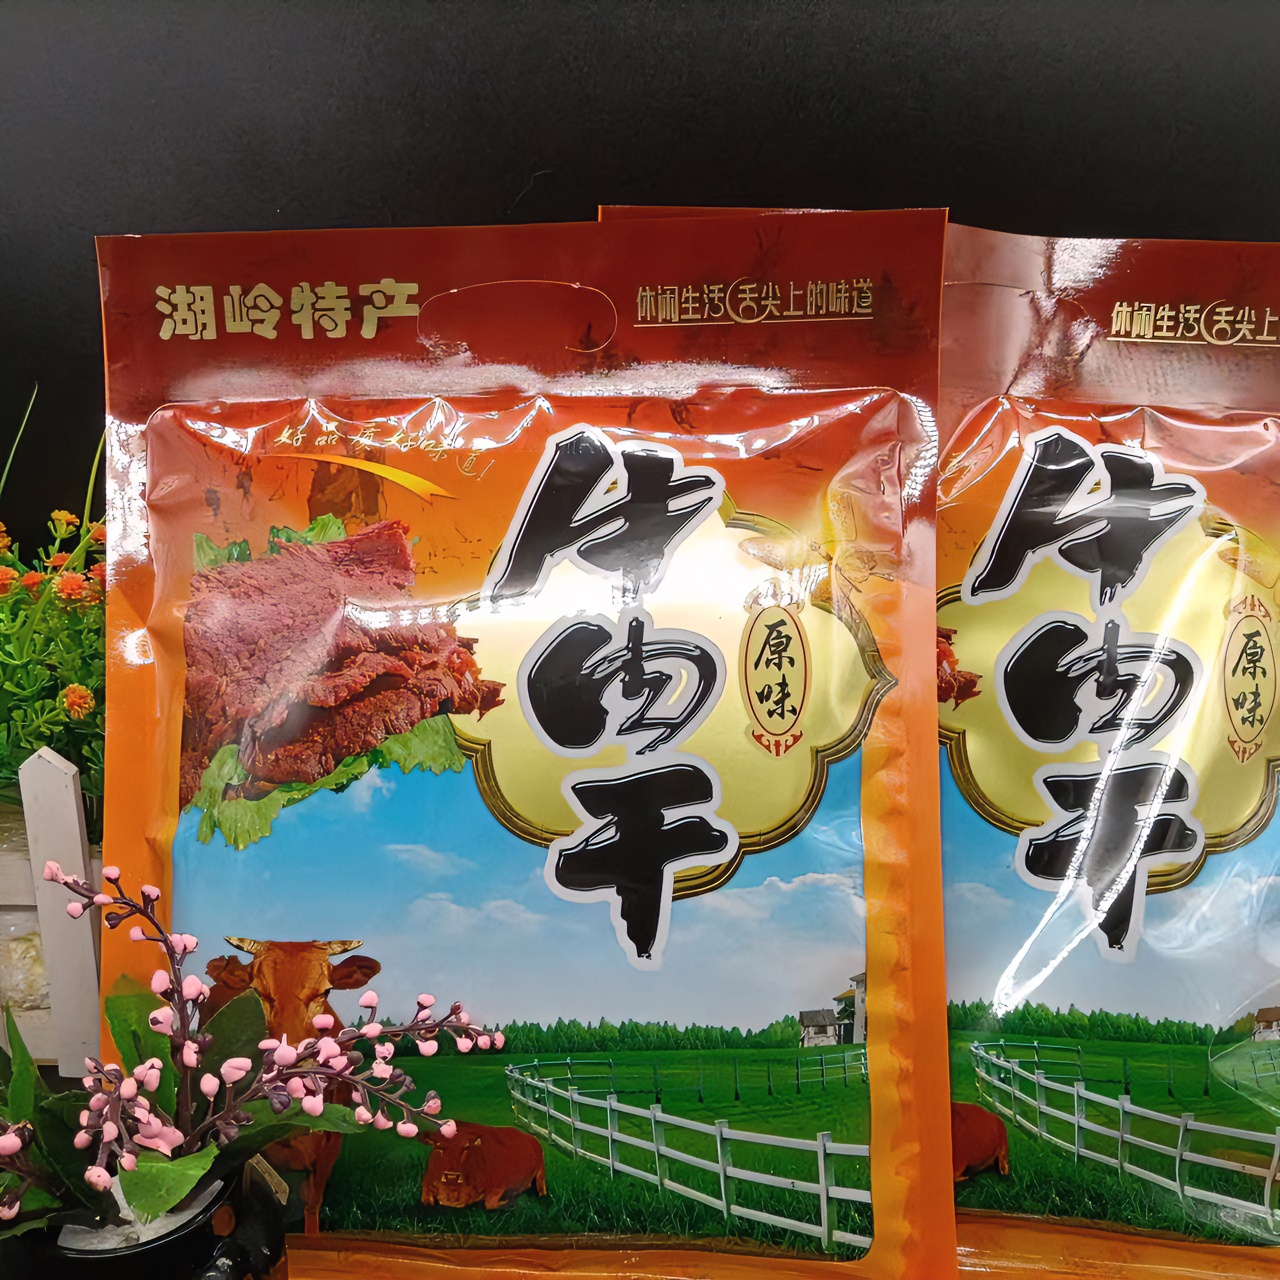 湖岭特产
休闲生活 舌尖上的味道
好品质好味道
牛肉干
原味
休闲生活 舌尖上
牛肉干
原味